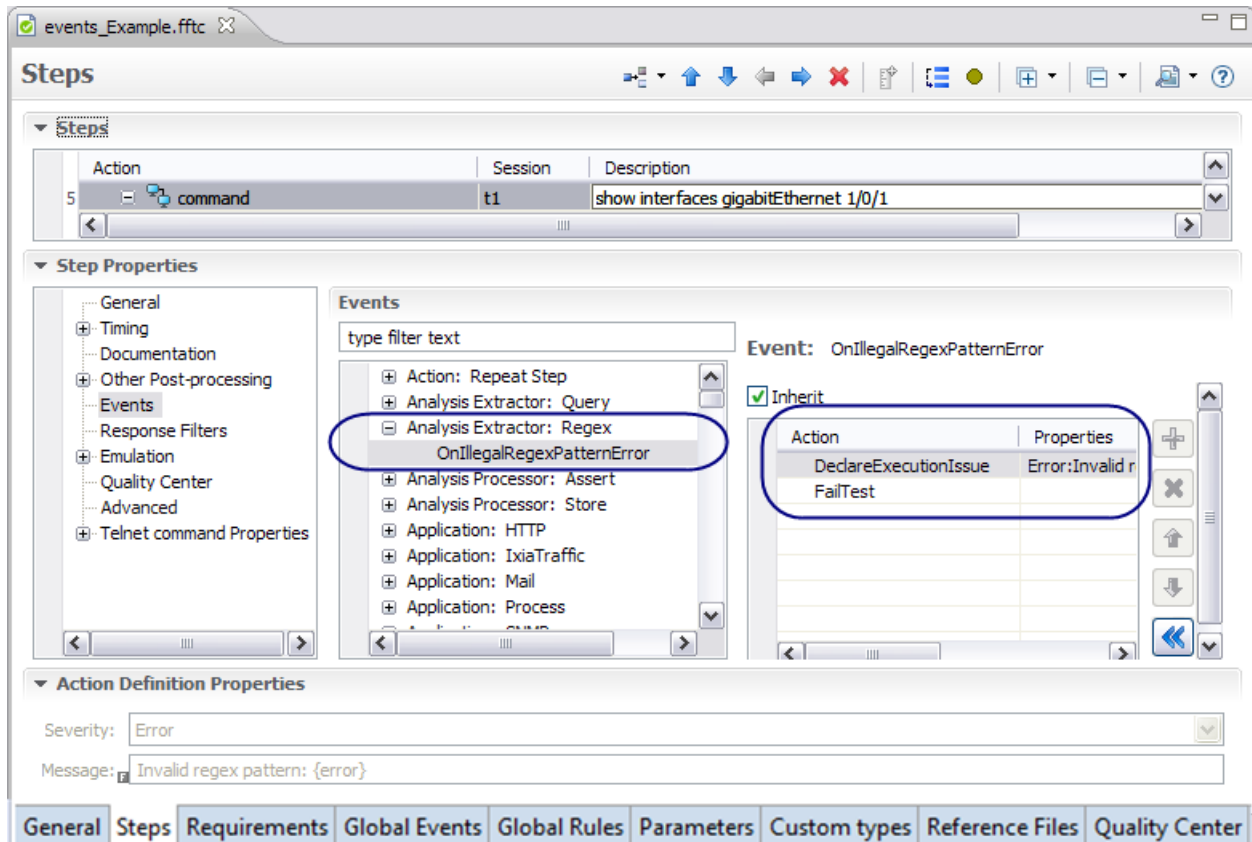 events_Example.fftc
Steps
Steps
Action Session Description
5 command t1 show interfaces gigabitEthernet 1/0/1
Step Properties
General
Timing
Documentation
Other Post-processing
Events
Response Filters
Emulation
Quality Center
Advanced
Telnet command Properties
Events
type filter text
Action: Repeat Step
Analysis Extractor: Query
Analysis Extractor: Regex
OnIllegalRegexPatternError
Analysis Processor: Assert
Analysis Processor: Store
Application: HTTP
Application: IxiaTraffic
Application: Mail
Application: Process
Event: OnIllegalRegexPatternError
Inherit
Action Properties
DeclareExecutionIssue Error:Invalid r
FailTest
Action Definition Properties
Severity: Error
Message: Invalid regex pattern: {error}
General Steps Requirements Global Events Global Rules Parameters Custom types Reference Files Quality Center